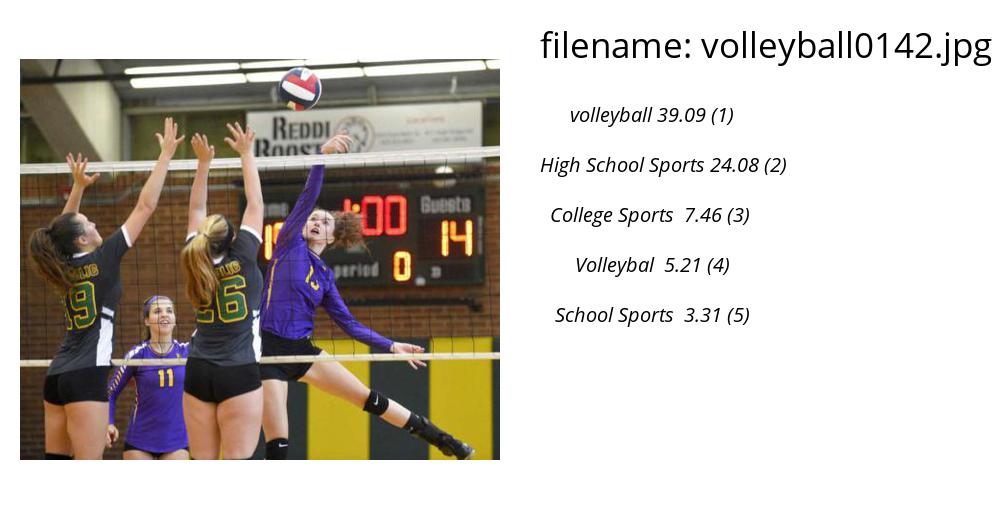 filename: volleyball0142.jpg
volleyball 39.09 (1)
High School Sports 24.08 (2)
College Sports 7.46 (3)
Volleybal 5.21 (4)
School Sports 3.31 (5)
REDDI
ROOST
:00
Guests
14
period
0
19
26
11